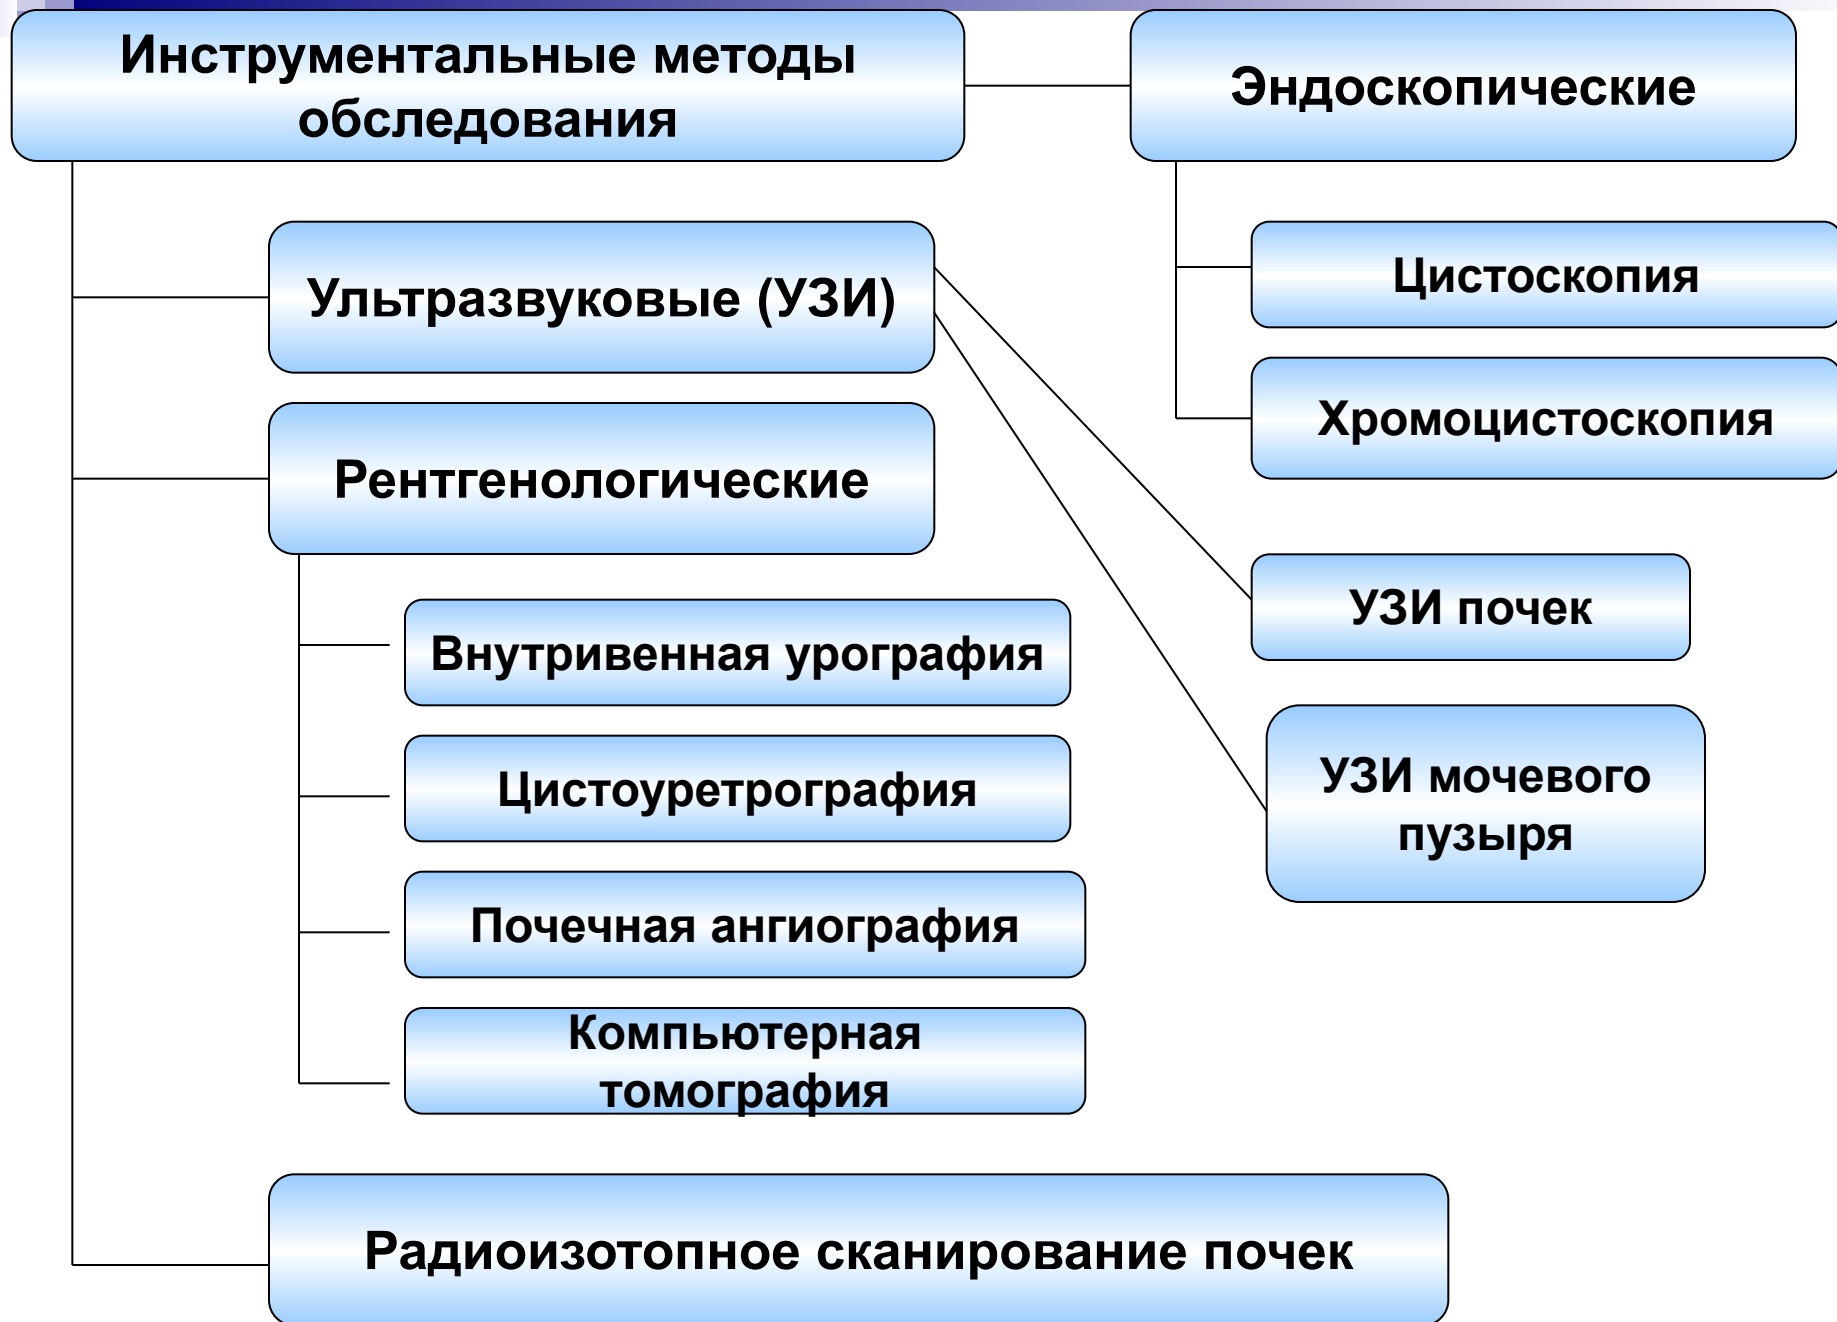 Инструментальные методы
обследования
Эндоскопические
Цистоскопия
Хромоцистоскопия
Ультразвуковые (УЗИ)
УЗИ почек
УЗИ мочевого
пузыря
Рентгенологические
Внутривенная урография
Цистоуретрография
Почечная ангиография
Компьютерная
томография
Радиоизотопное сканирование почек